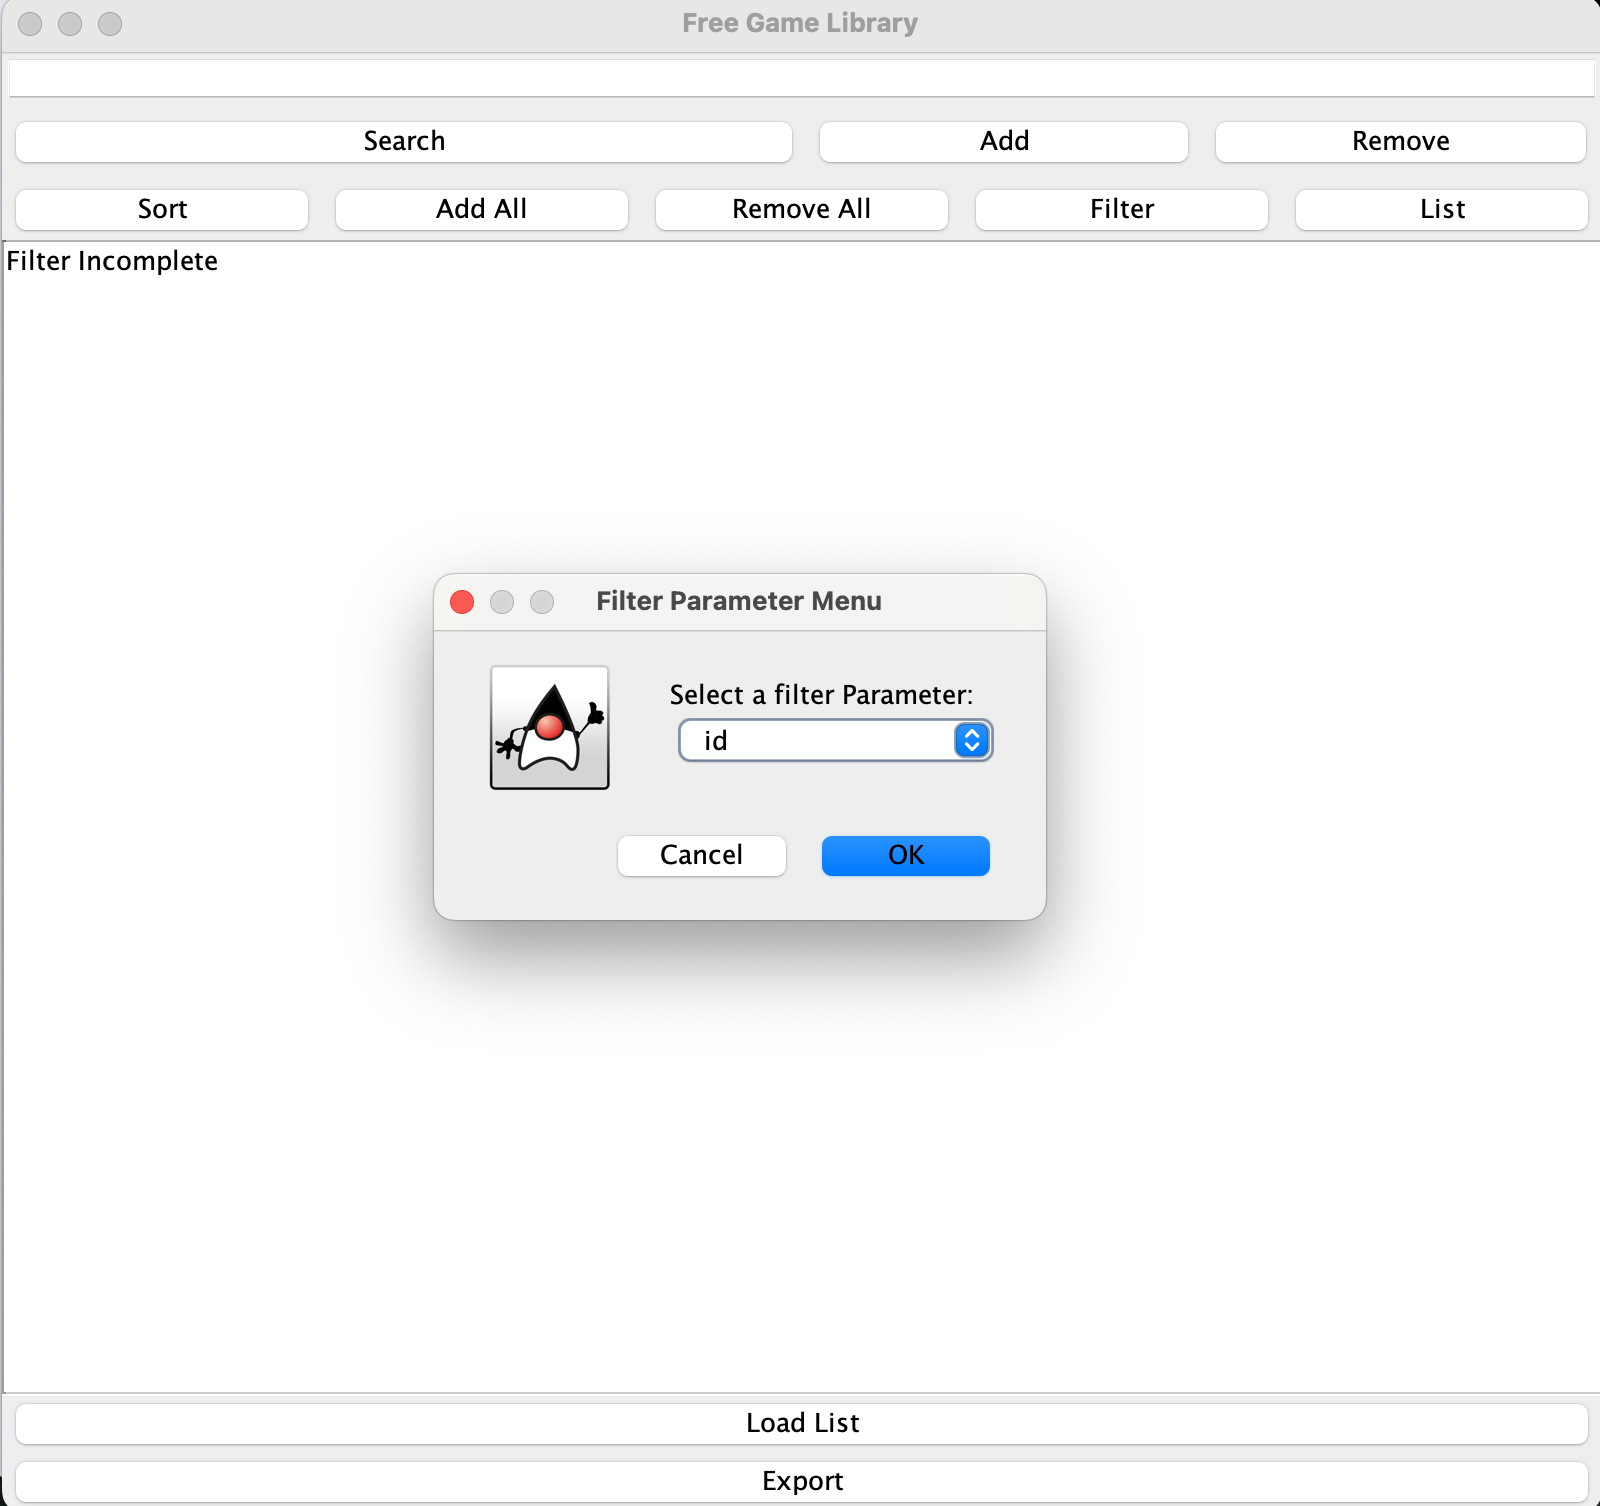 Free Game Library
Search Add Remove
Sort Add All Remove All Filter List
Filter Incomplete
Filter Parameter Menu
Select a filter Parameter:
id
Cancel OK
Load List
Export